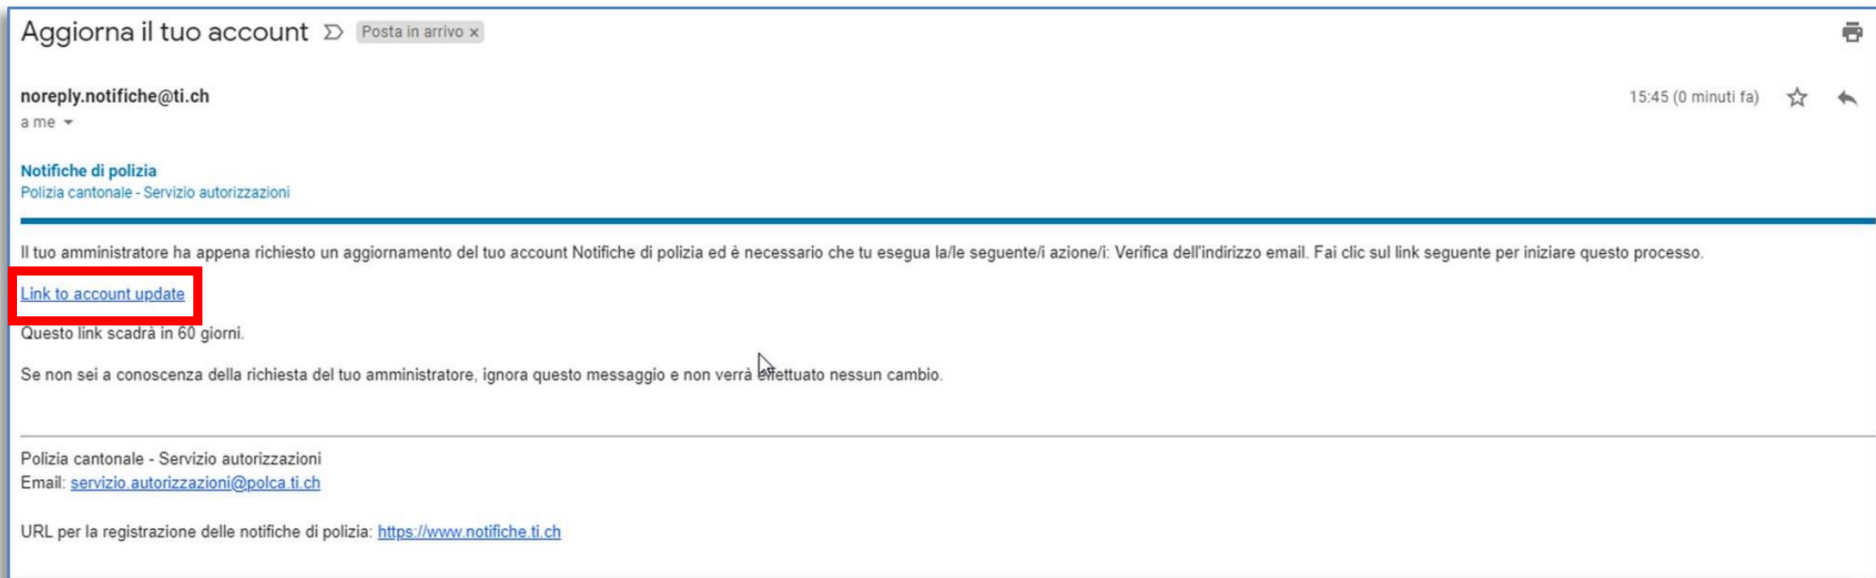 Aggiorna il tuo account Posta in arrivo x
noreply.notifiche@ti.ch 15:45 (0 minuti fa)
a me
Notifiche di polizia
Polizia cantonale - Servizio autorizzazioni
Il tuo amministratore ha appena richiesto un aggiornamento del tuo account Notifiche di polizia ed è necessario che tu esegua la/le seguente/i azione/i: Verifica dell'indirizzo email. Fai clic sul link seguente per iniziare questo processo.
Link to account update
Questo link scadrà in 60 giorni.
Se non sei a conoscenza della richiesta del tuo amministratore, ignora questo messaggio e non verrà effettuato nessun cambio.
Polizia cantonale - Servizio autorizzazioni
Email: servizio.autorizzazioni@polca.ti.ch
URL per la registrazione delle notifiche di polizia: https://www.notifiche.ti.ch